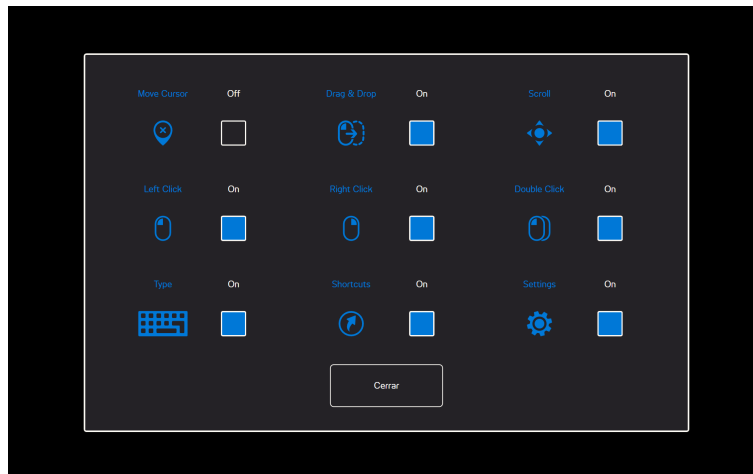 Move Cursor Off Drag & Drop On Scroll On
Left Click On Right Click On Double Click On
Type On Shortcuts On Settings On
Cerrar